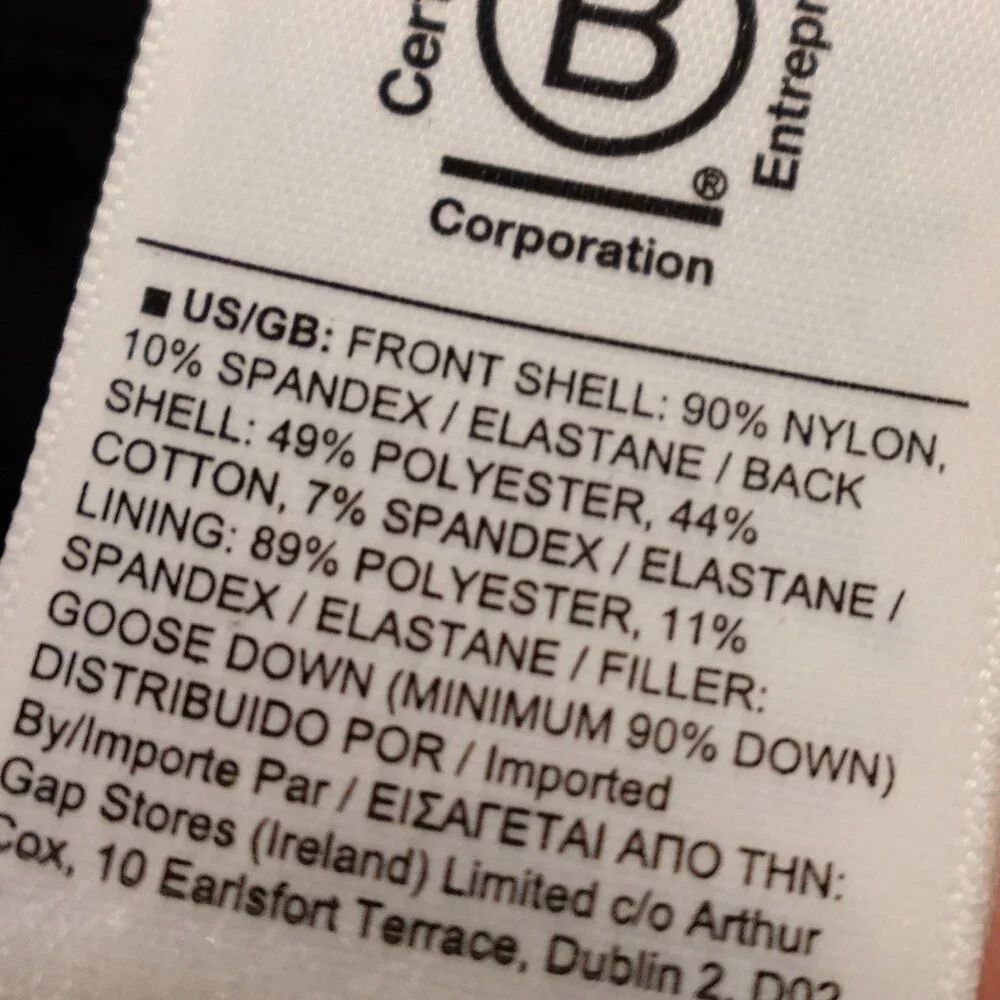 B
®
Corporation
■ US/GB: FRONT SHELL: 90% NYLON,
10% SPANDEX / ELASTANE / BACK
SHELL: 49% POLYESTER, 44%
COTTON, 7% SPANDEX / ELASTANE /
LINING: 89% POLYESTER, 11%
SPANDEX / ELASTANE / FILLER:
GOOSE DOWN (MINIMUM 90% DOWN)
DISTRIBUIDO POR / Imported
By/Importe Par / ΕΙΣΑΓΕΤΑΙ ΑΠΟ ΤΗΝ:
Gap Stores (Ireland) Limited c/o Arthur
Cox, 10 Earlsfort Terrace, Dublin 2, D02